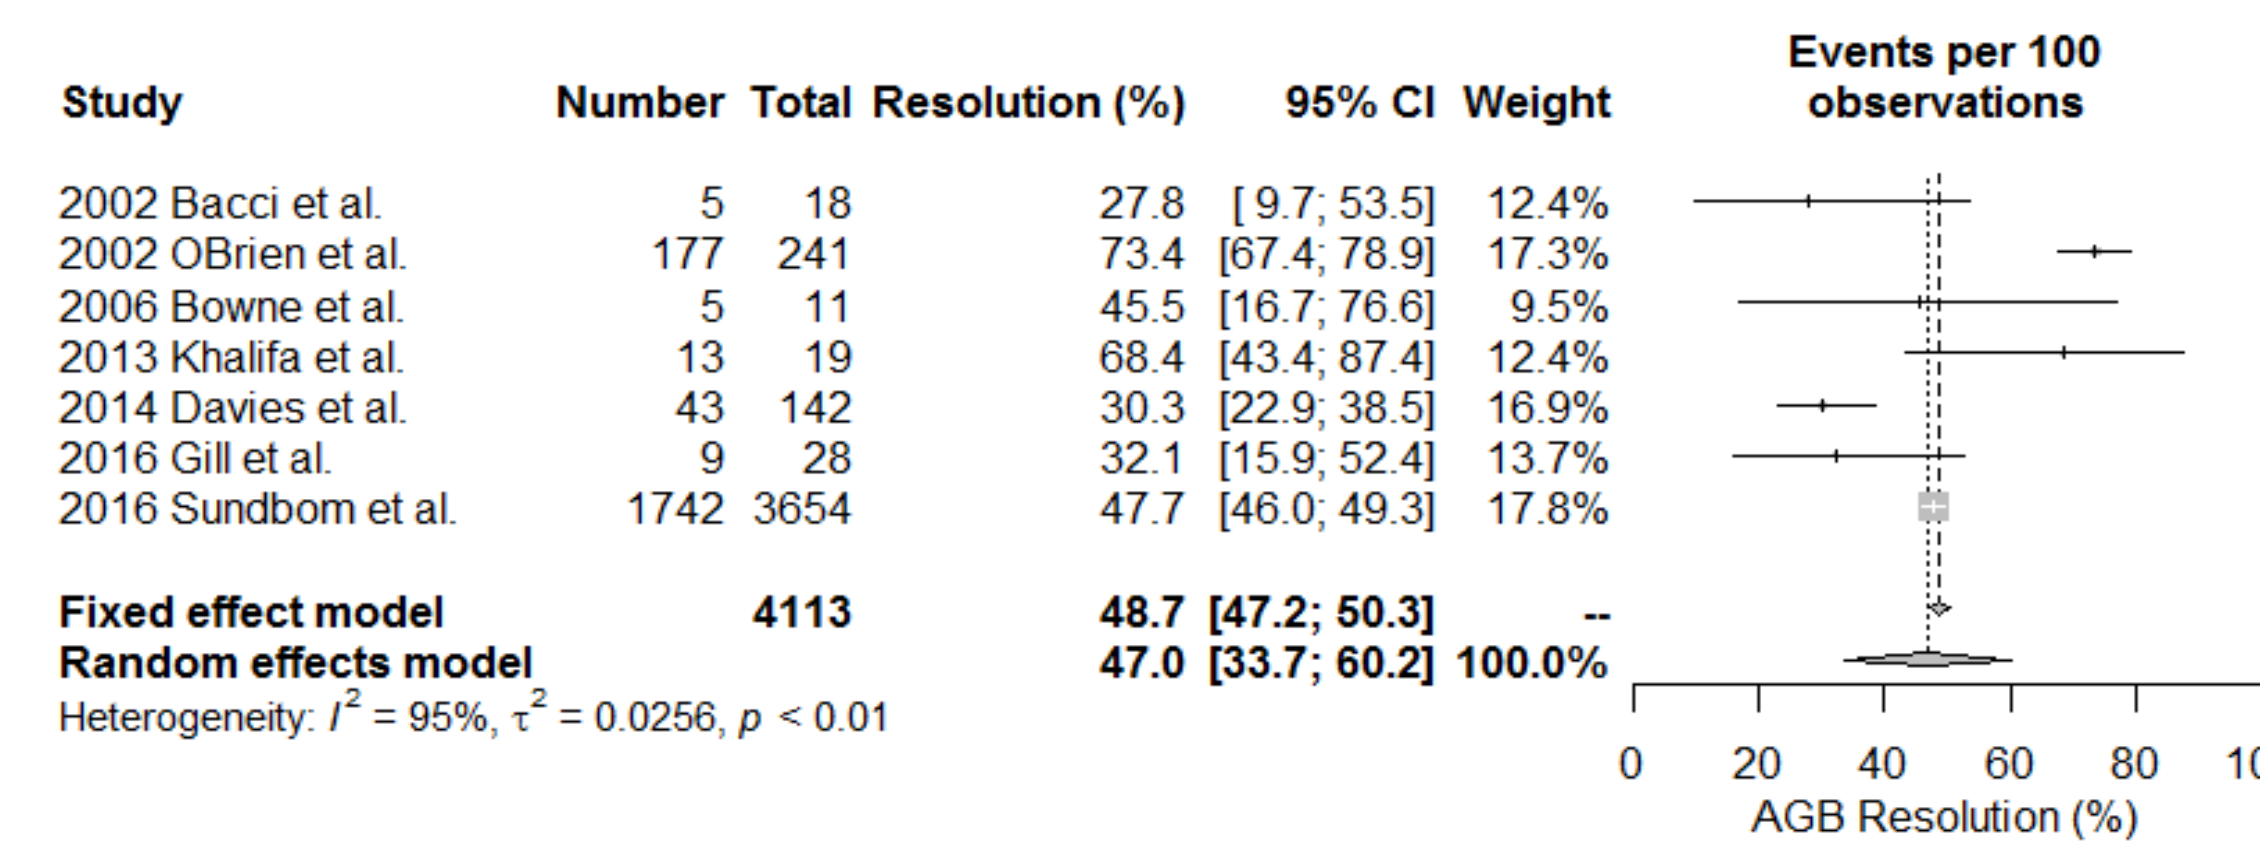 Events per 100
Study Number Total Resolution (%) 95% CI Weight observations
2002 Bacci et al. 5 18 27.8 [ 9.7; 53.5] 12.4%
2002 OBrien et al. 177 241 73.4 [67.4; 78.9] 17.3%
2006 Bowne et al. 5 11 45.5 [16.7; 76.6] 9.5%
2013 Khalifa et al. 13 19 68.4 [43.4; 87.4] 12.4%
2014 Davies et al. 43 142 30.3 [22.9; 38.5] 16.9%
2016 Gill et al. 9 28 32.1 [15.9; 52.4] 13.7%
2016 Sundbom et al. 1742 3654 47.7 [46.0; 49.3] 17.8%
Fixed effect model 4113 48.7 [47.2; 50.3] --
Random effects model 47.0 [33.7; 60.2] 100.0%
Heterogeneity: I² = 95%, τ² = 0.0256, p < 0.01
0 20 40 60 80
AGB Resolution (%)